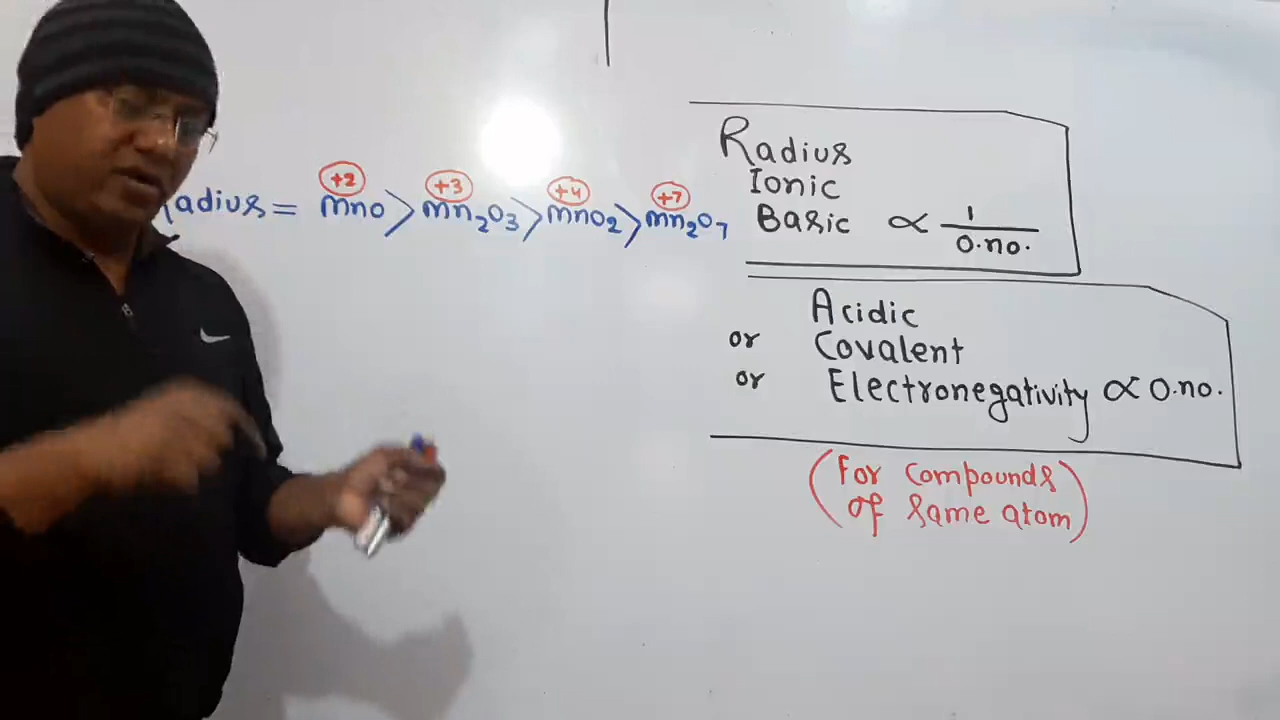 +2 +3 +4 +7
adius = mno > mn₂O₃ > mnO₂ > mn₂O₇
Radius
Ionic
Basic ∝ 1/O.no.
Acidic
or Covalent
or Electronegativity ∝ O.no.
(For compounds
of same atom)